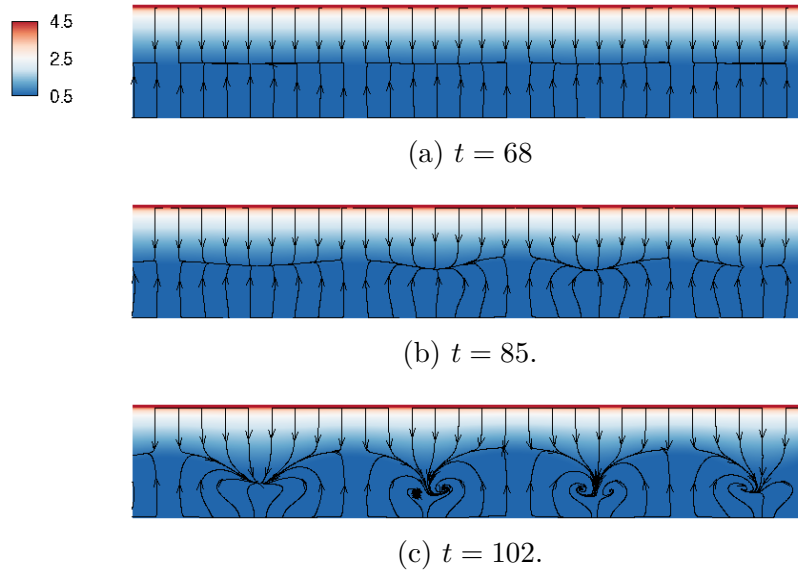 4.5
2.5
0.5
(a) t = 68
(b) t = 85.
(c) t = 102.